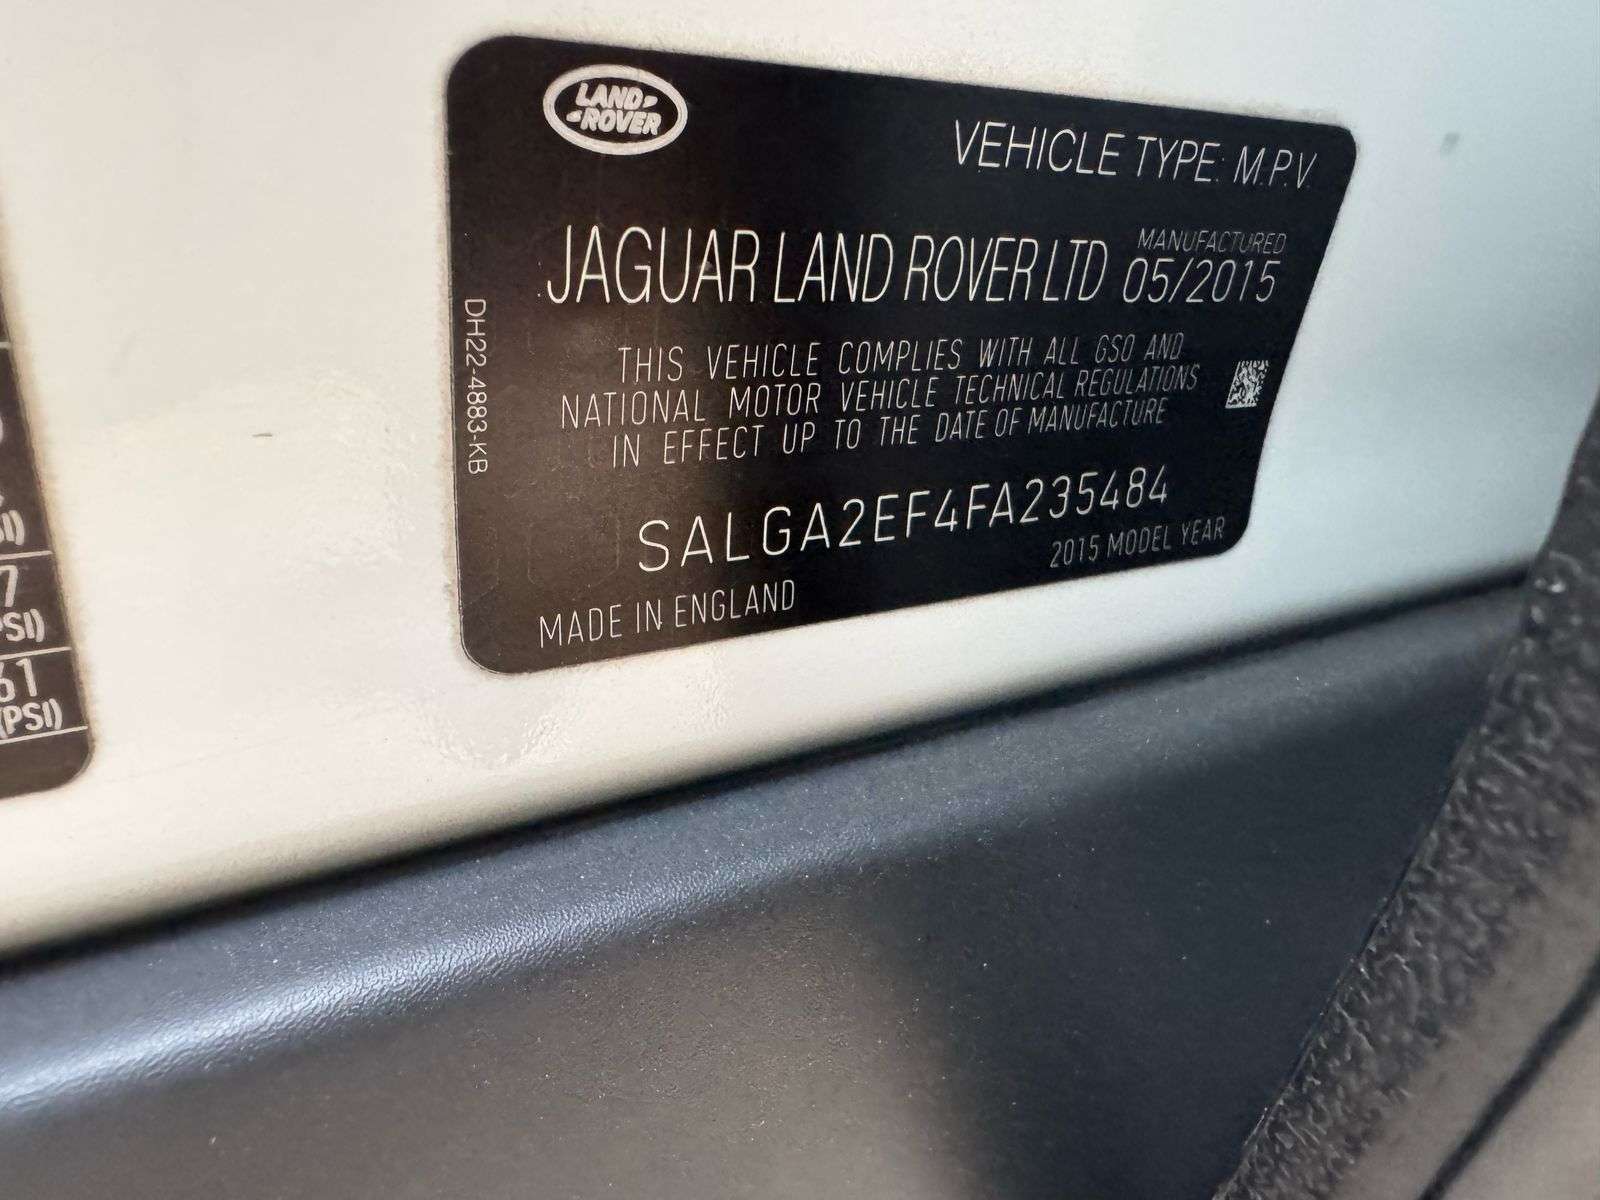 LAND
ROVER
VEHICLE TYPE: M.P.V.
JAGUAR LAND ROVER LTD
MANUFACTURED
05/2015
THIS VEHICLE COMPLIES WITH ALL GSO AND
NATIONAL MOTOR VEHICLE TECHNICAL REGULATIONS
IN EFFECT UP TO THE DATE OF MANUFACTURE
SALGA2EF4FA235484
2015 MODEL YEAR
MADE IN ENGLAND
DH22-4883-KB
61
(PSI)